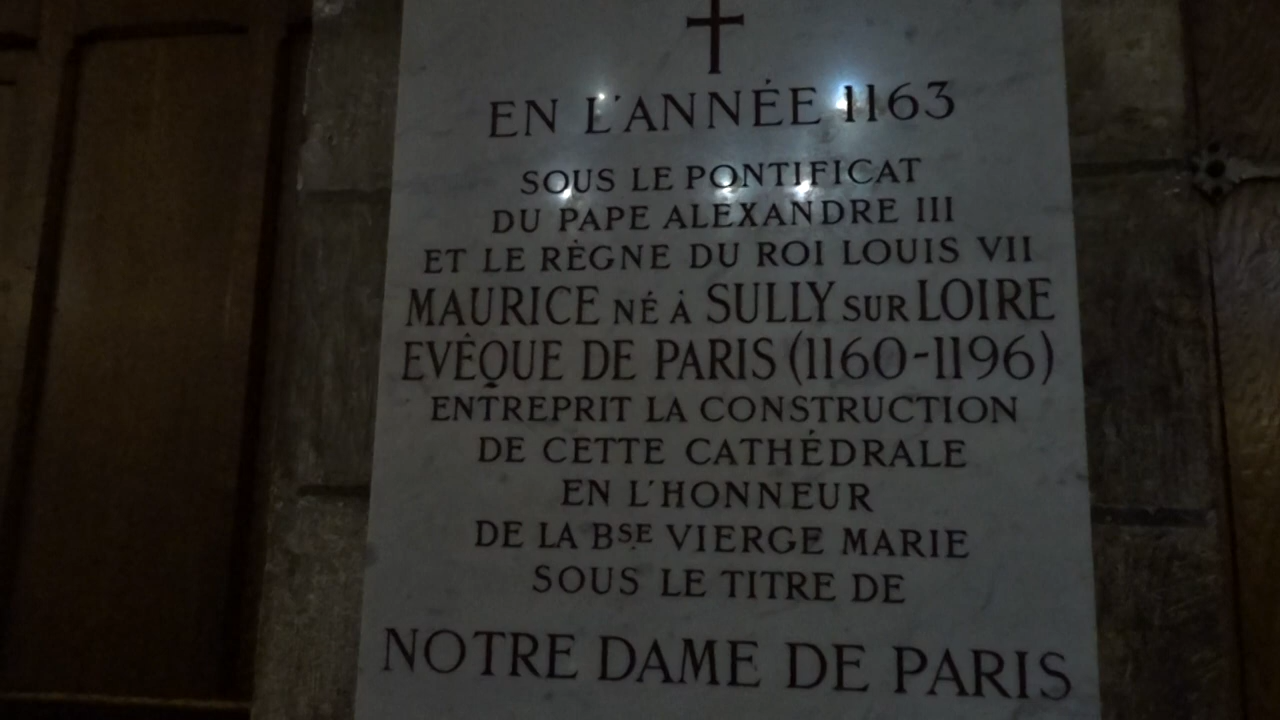 EN L'ANNÉE 1163
SOUS LE PONTIFICAT
DU PAPE ALEXANDRE III
ET LE RÈGNE DU ROI LOUIS VII
MAURICE NÉ À SULLY SUR LOIRE
EVÊQUE DE PARIS (1160-1196)
ENTREPRIT LA CONSTRUCTION
DE CETTE CATHÉDRALE
EN L'HONNEUR
DE LA BSE VIERGE MARIE
SOUS LE TITRE DE
NOTRE DAME DE PARIS